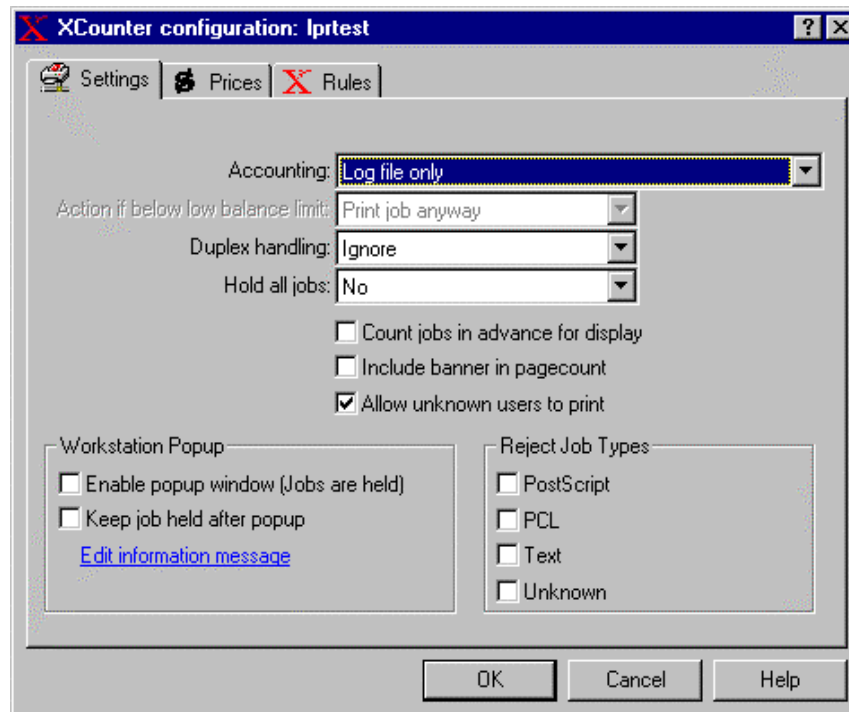 XCounter configuration: lprtest
Settings
Prices
Rules
Accounting: Log file only
Action if below low balance limit: Print job anyway
Duplex handling: Ignore
Hold all jobs: No
Count jobs in advance for display
Include banner in pagecount
Allow unknown users to print
Workstation Popup
Enable popup window (Jobs are held)
Keep job held after popup
Edit information message
Reject Job Types
PostScript
PCL
Text
Unknown
OK
Cancel
Help